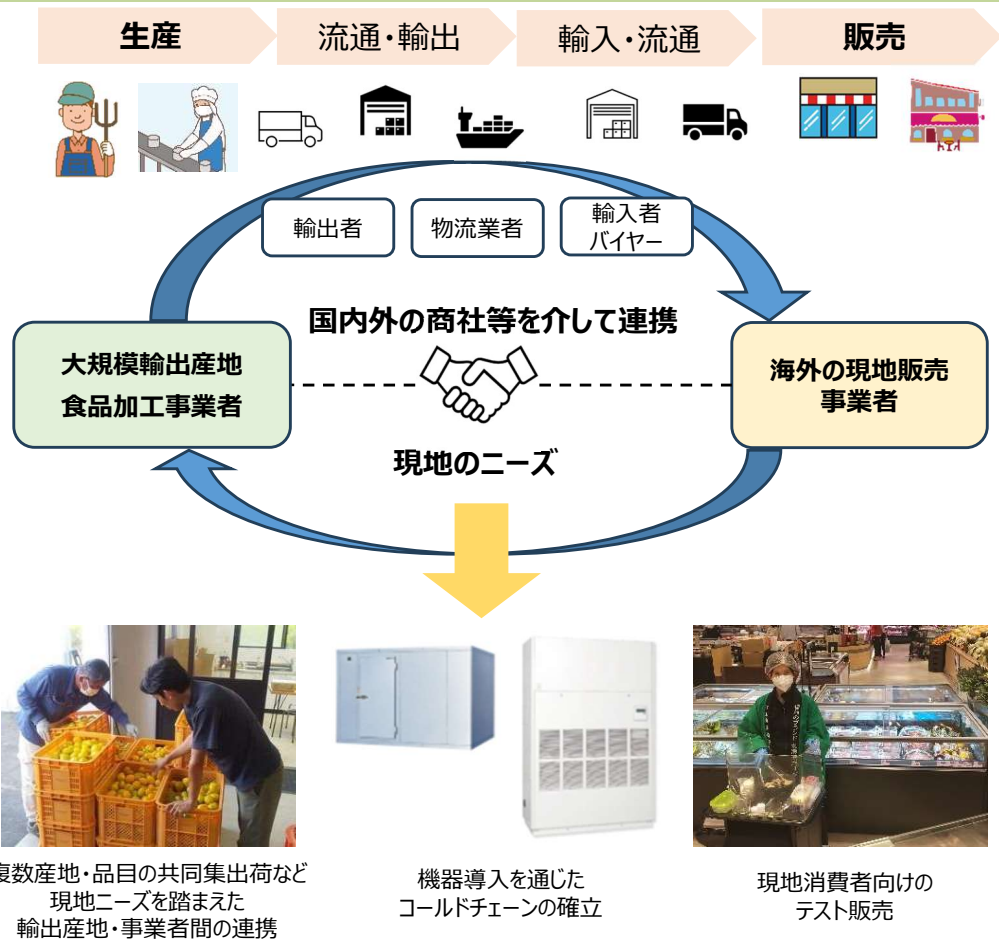 生産
流通・輸出
輸入・流通
販売
輸出者
物流業者
輸入者
バイヤー
国内外の商社等を介して連携
大規模輸出産地
食品加工事業者
海外の現地販売
事業者
現地のニーズ
複数産地・品目の共同集出荷など
現地ニーズを踏まえた
輸出産地・事業者間の連携
機器導入を通じた
コールドチェーンの確立
現地消費者向けの
テスト販売